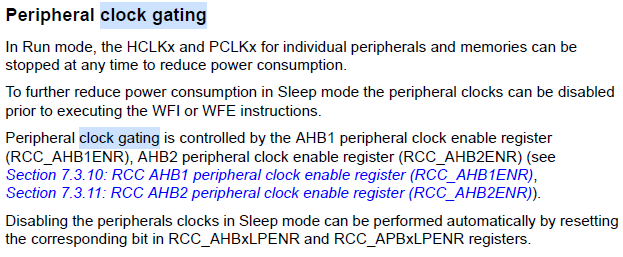 Peripheral clock gating
In Run mode, the HCLKx and PCLKx for individual peripherals and memories can be
stopped at any time to reduce power consumption.
To further reduce power consumption in Sleep mode the peripheral clocks can be disabled
prior to executing the WFI or WFE instructions.
Peripheral clock gating is controlled by the AHB1 peripheral clock enable register
(RCC_AHB1ENR), AHB2 peripheral clock enable register (RCC_AHB2ENR) (see
Section 7.3.10: RCC AHB1 peripheral clock enable register (RCC_AHB1ENR),
Section 7.3.11: RCC AHB2 peripheral clock enable register (RCC_AHB2ENR)).
Disabling the peripherals clocks in Sleep mode can be performed automatically by resetting
the corresponding bit in RCC_AHBxLPENR and RCC_APBxLPENR registers.